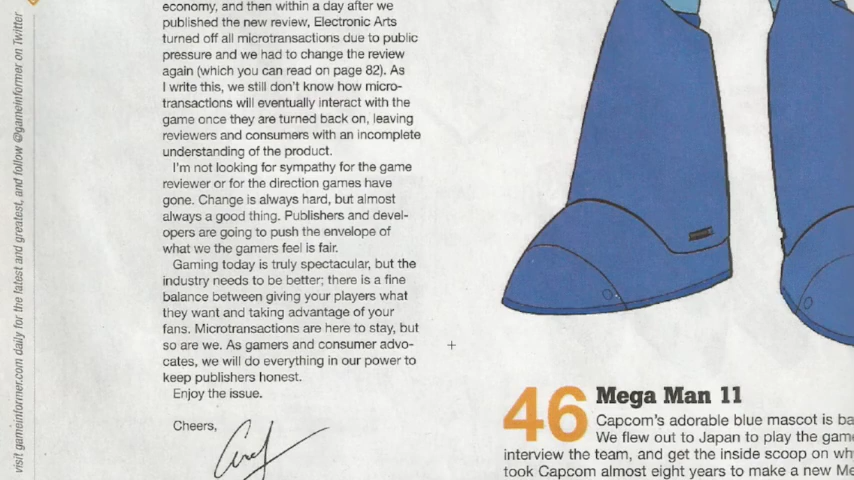 economy, and then within a day after we
published the new review, Electronic Arts
turned off all microtransactions due to public
pressure and we had to change the review
again (which you can read on page 82). As
I write this, we still don't know how micro-
transactions will eventually interact with the
game once they are turned back on, leaving
reviewers and consumers with an incomplete
understanding of the product.
I'm not looking for sympathy for the game
reviewer or for the direction games have
gone. Change is always hard, but almost
always a good thing. Publishers and devel-
opers are going to push the envelope of
what we the gamers feel is fair.
Gaming today is truly spectacular, but the
industry needs to be better; there is a fine
balance between giving your players what
they want and taking advantage of your
fans. Microtransactions are here to stay, but
so are we. As gamers and consumer advo-
cates, we will do everything in our power to
keep publishers honest.
Enjoy the issue.
Cheers,
visit gameinformer.com daily for the latest and greatest, and follow @gameinformer on Twitter
46 Mega Man 11
Capcom's adorable blue mascot is
We flew out to Japan to play the
interview the team, and get the inside scoop on
took Capcom almost eight years to make a new